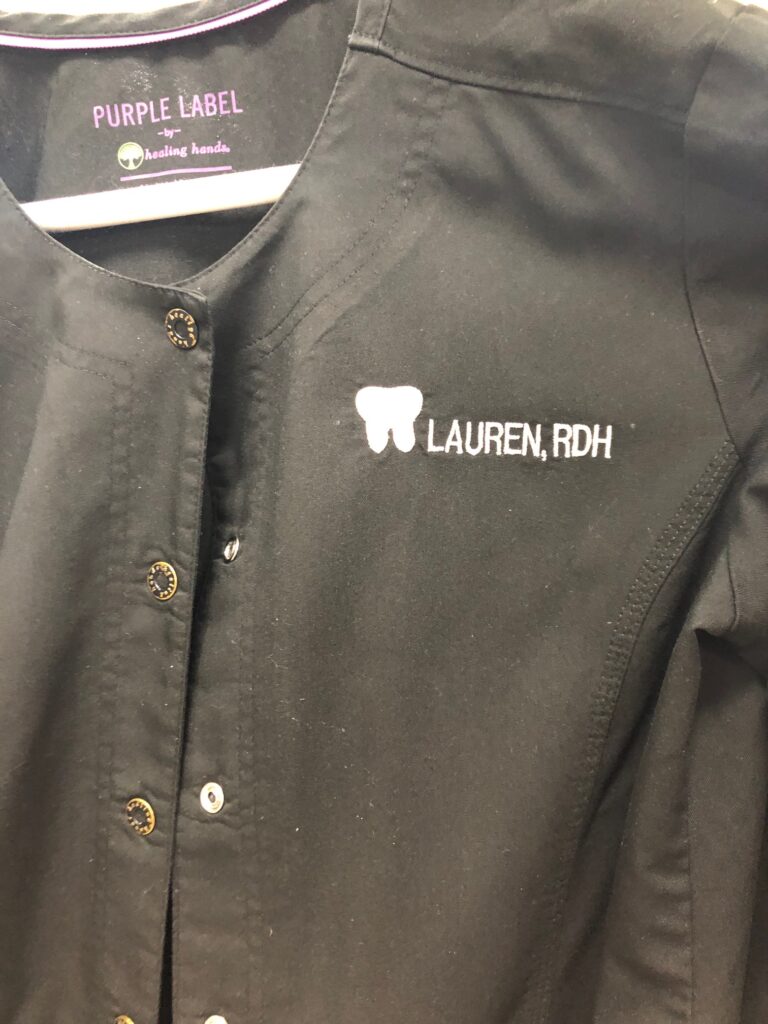 PURPLE LABEL
-by-
healing hands®
LAUREN, RDH